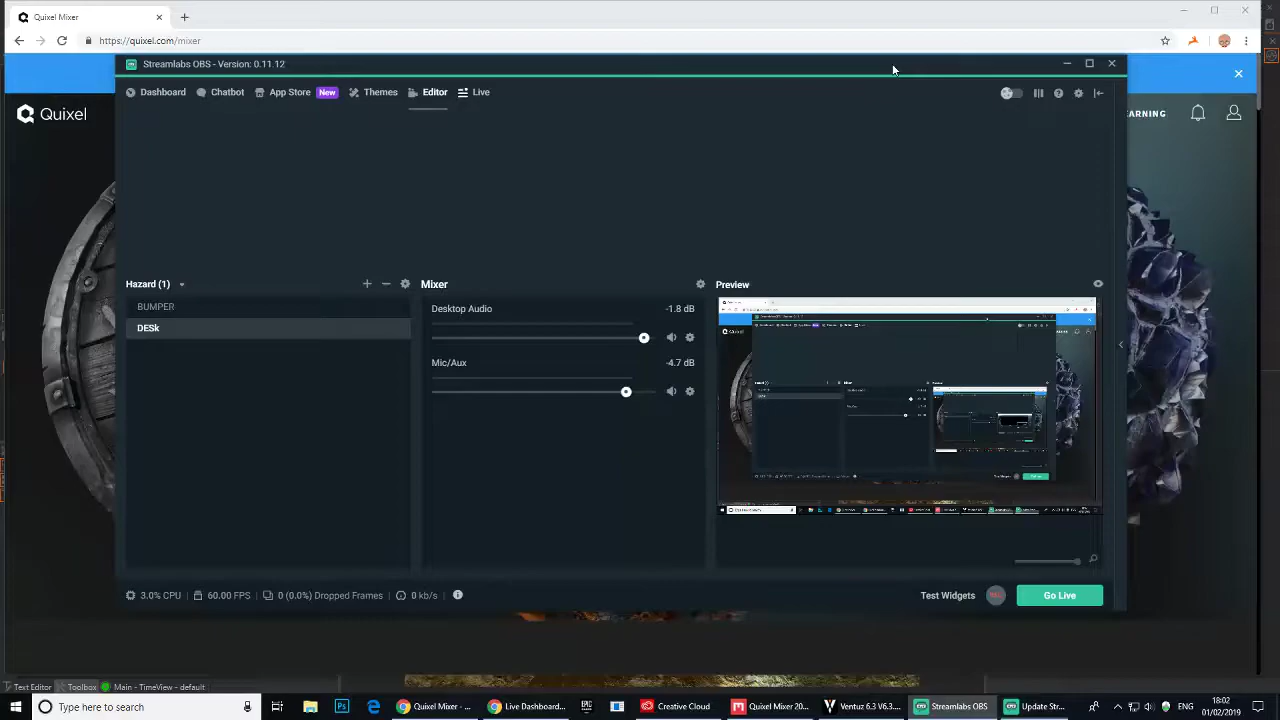 Quixel Mixer
https://quixel.com/mixer
Streamlabs OBS - Version: 0.11.12
Dashboard Chatbot App Store New Themes Editor Live
Quixel
EARNING
Hazard (1)
BUMPER
DESk
Mixer
Desktop Audio -1.8 dB
Mic/Aux -4.7 dB
Preview
3.0% CPU 60.00 FPS 0 (0.0%) Dropped Frames 0 kb/s
Test Widgets REC Go Live
Text Editor Toolbox Main - TimeView - default
Type here to search
Quixel Mixer - ... Live Dashboard... Creative Cloud Quixel Mixer 20... Ventuz 6.3 V6.3... Streamlabs OBS Update Str...
18:02
01/02/2019